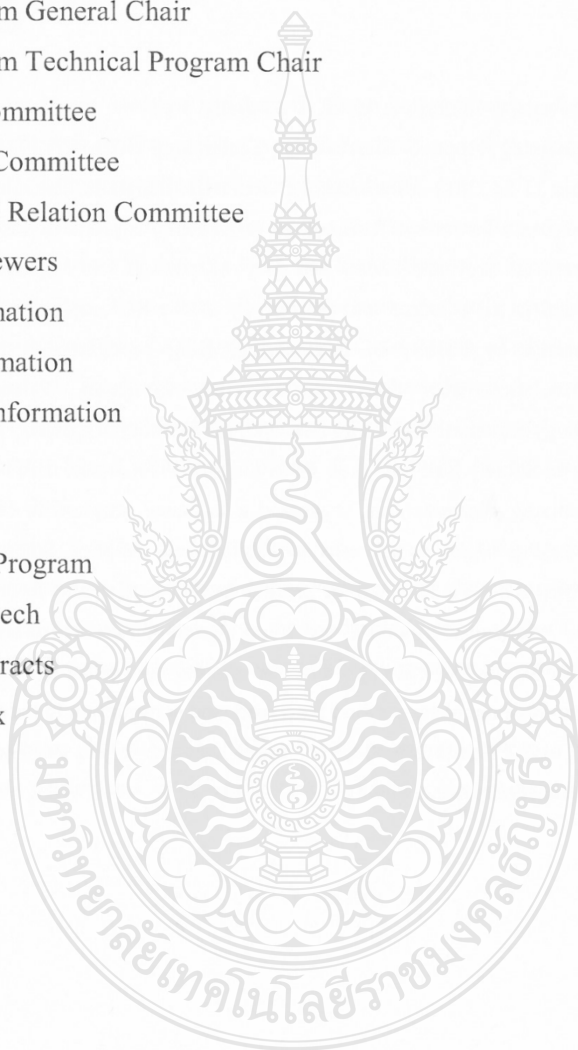 m General Chair
m Technical Program Chair
ommittee
Committee
Relation Committee
ewers
nation
mation
nformation
Program
ech
racts
x
มหาวิทยาลัยเทคโนโลยีราชมงคลธัญบุรี